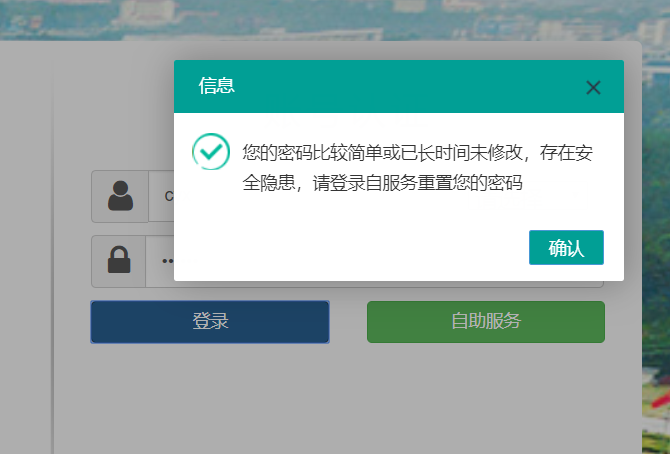 信息
您的密码比较简单或已长时间未修改，存在安
全隐患，请登录自服务重置您的密码
确认
登录
自助服务